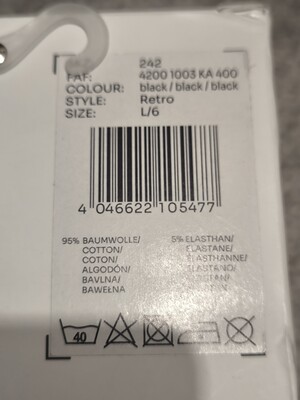 242
FAF: 4200 1003 KA 400
COLOUR: black / black / black
STYLE: Retro
SIZE: L/6
4 046622 105477
95% BAUMWOLLE/
COTTON/
COTON/
ALGODÓN/
BAVLNA/
BAWEŁNA
5% ELASTHAN/
ELASTANE/
ELASTHANNE/
ELASTANO/
40